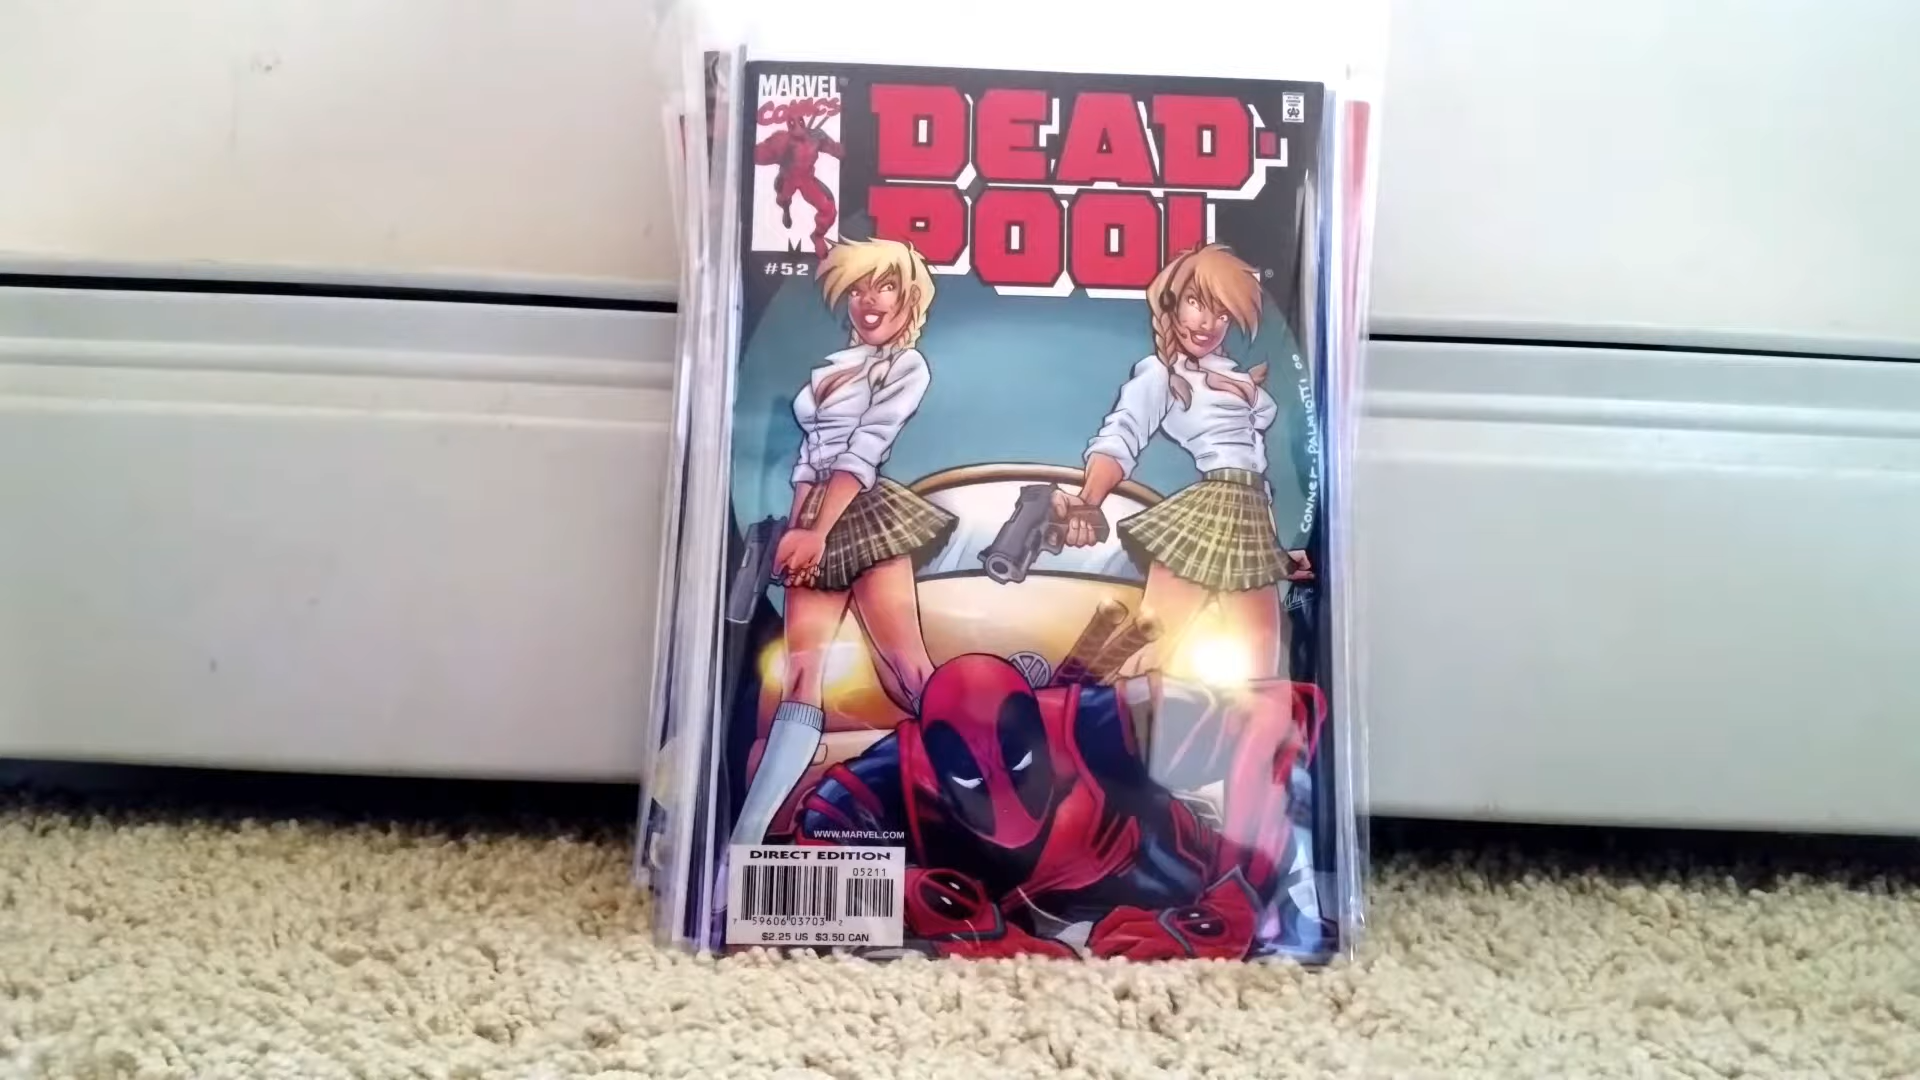 MARVEL
COMICS
DEAD-
POOL
M
#52
CONNER · PALMIOTTI 00
WWW.MARVEL.COM
DIRECT EDITION
05211
7 59606 03703 2
$2.25 US $3.50 CAN